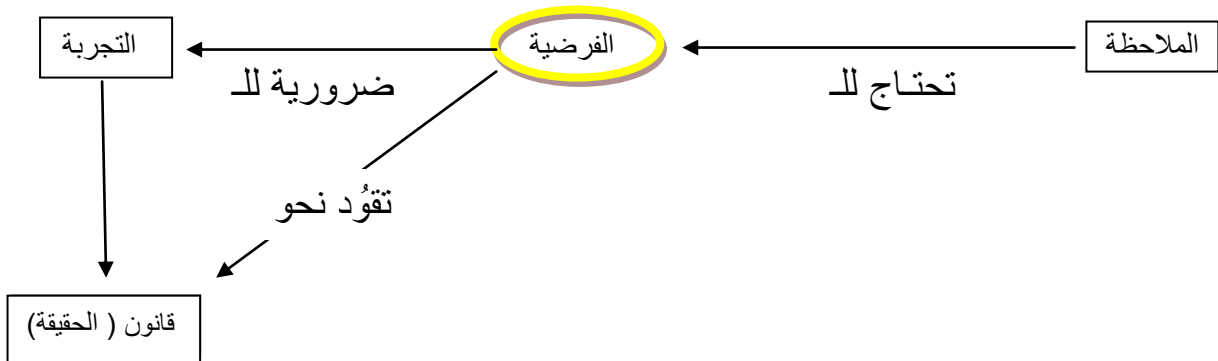 الملاحظة
الفرضية
التجربة
تحتـاج للـ
ضرورية للـ
تقوُد نحو
قانون ( الحقيقة)